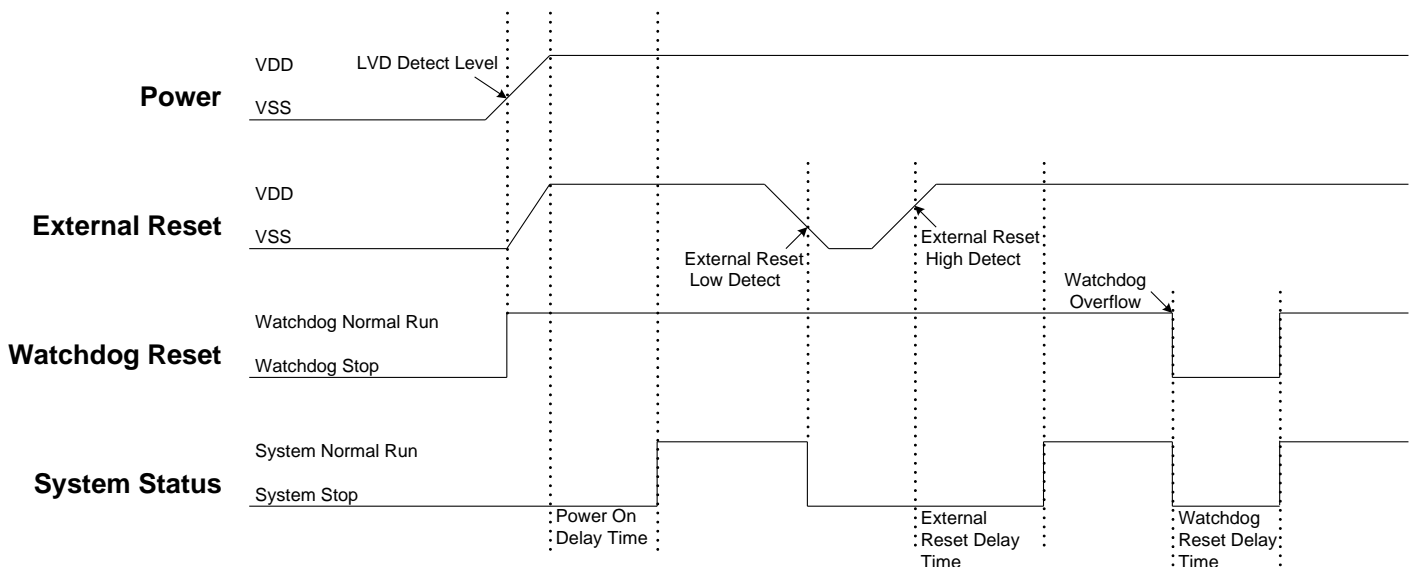 Power
VDD
LVD Detect Level
VSS
External Reset
VDD
VSS
External Reset
Low Detect
External Reset
High Detect
Watchdog Reset
Watchdog Normal Run
Watchdog Stop
Watchdog
Overflow
System Status
System Normal Run
System Stop
Power On
Delay Time
External
Reset Delay
Time
Watchdog
Reset Delay
Time